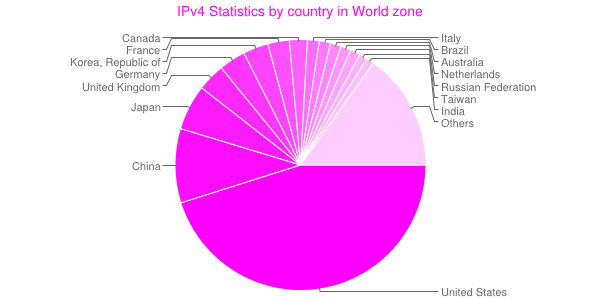 IPv4 Statistics by country in World zone
Canada
France
Korea, Republic of
Germany
United Kingdom
Japan
China
Italy
Brazil
Australia
Netherlands
Russian Federation
Taiwan
India
Others
United States